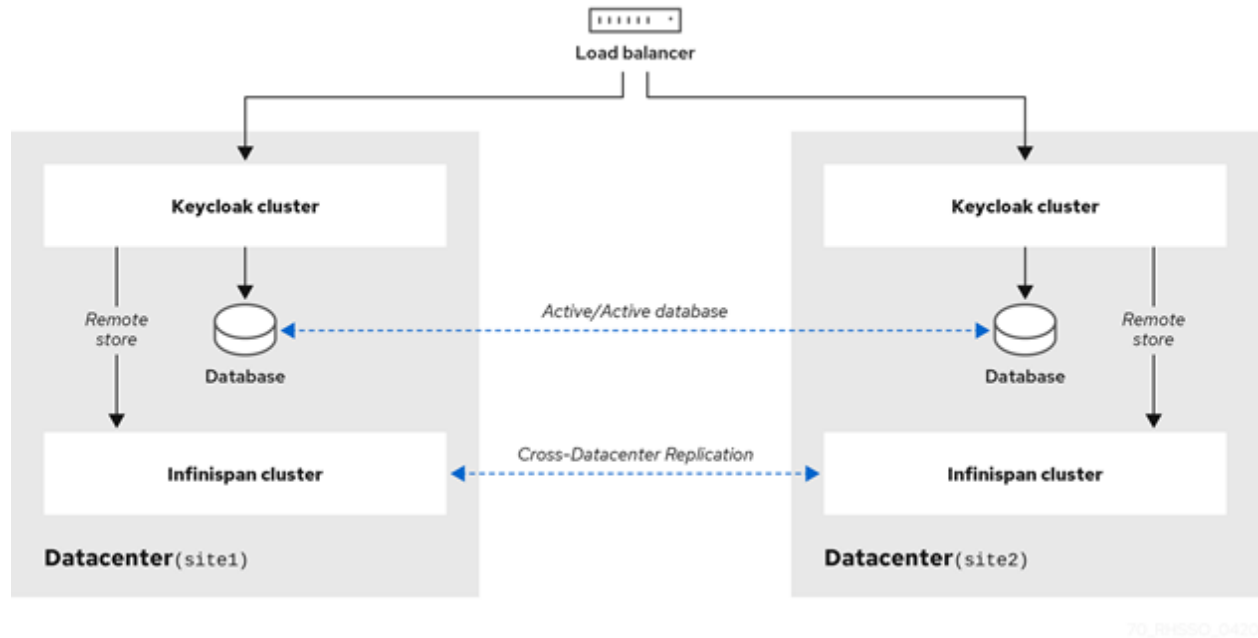 Load balancer
Keycloak cluster
Keycloak cluster
Remote
store
Active/Active database
Remote
store
Database
Database
Cross-Datacenter Replication
Infinispan cluster
Infinispan cluster
Datacenter(site1)
Datacenter(site2)
70_RHSSO_0420